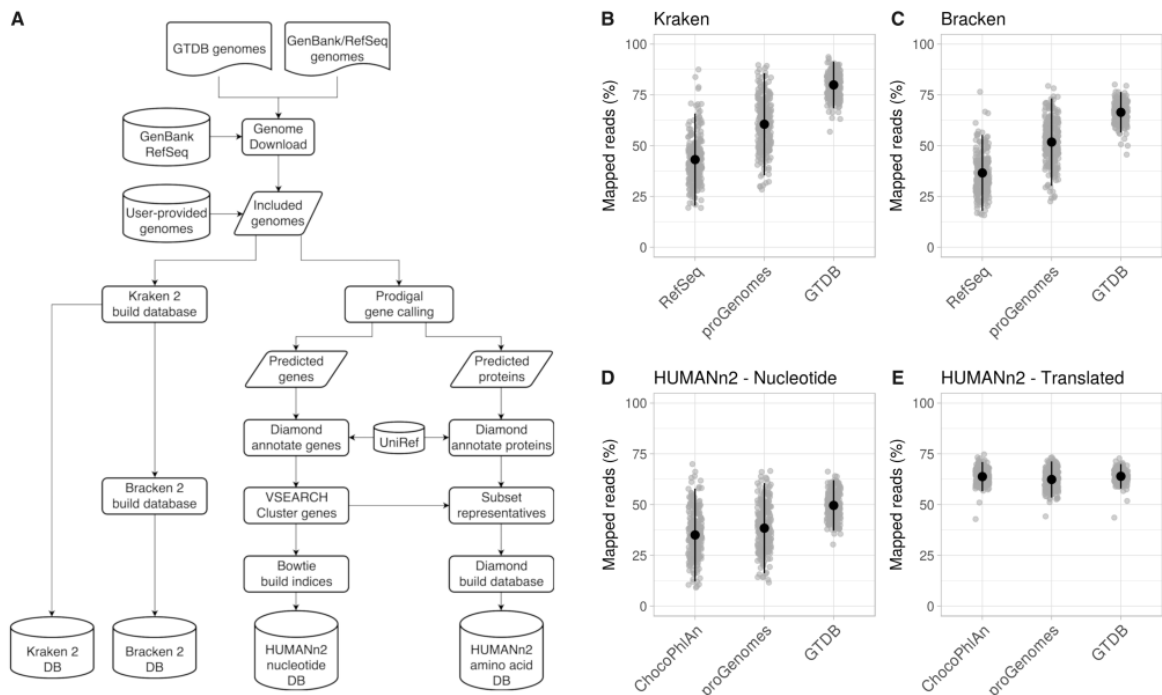 A
GTDB genomes
GenBank/RefSeq
genomes
GenBank
RefSeq
Genome
Download
User-provided
genomes
Included
genomes
Kraken 2
build database
Prodigal
gene calling
Predicted
genes
Predicted
proteins
Diamond
annotate genes
UniRef
Diamond
annotate proteins
Bracken 2
build database
VSEARCH
Cluster genes
Subset
representatives
Bowtie
build indices
Diamond
build database
Kraken 2
DB
Bracken 2
DB
HUMANn2
nucleotide
DB
HUMANn2
amino acid
DB
B Kraken
Mapped reads (%)
100
75
50
25
0
RefSeq
proGenomes
GTDB
C Bracken
Mapped reads (%)
100
75
50
25
0
RefSeq
proGenomes
GTDB
D HUMANn2 - Nucleotide
Mapped reads (%)
100
75
50
25
0
ChocoPhlAn
proGenomes
GTDB
E HUMANn2 - Translated
Mapped reads (%)
100
75
50
25
0
ChocoPhlAn
proGenomes
GTDB